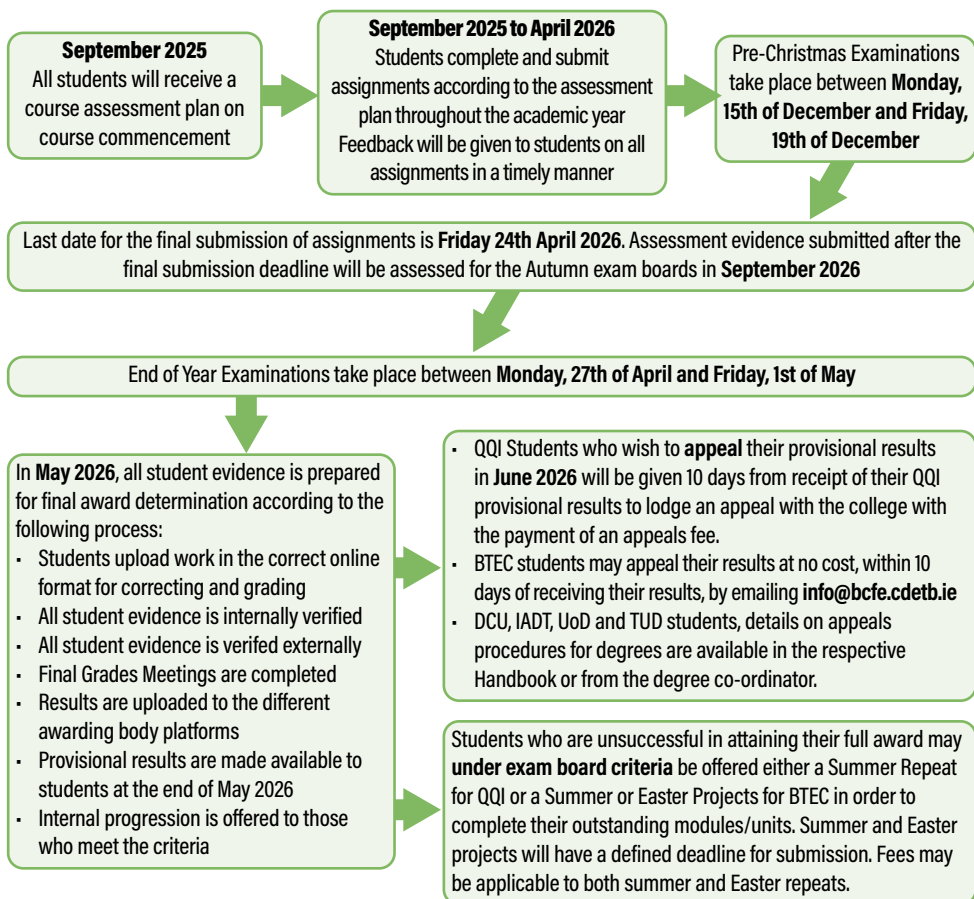 September 2025
All students will receive a
course assessment plan on
course commencement
September 2025 to April 2026
Students complete and submit
assignments according to the assessment
plan throughout the academic year
Feedback will be given to students on all
assignments in a timely manner
Pre-Christmas Examinations
take place between Monday,
15th of December and Friday,
19th of December
Last date for the final submission of assignments is Friday 24th April 2026. Assessment evidence submitted after the
final submission deadline will be assessed for the Autumn exam boards in September 2026
End of Year Examinations take place between Monday, 27th of April and Friday, 1st of May
In May 2026, all student evidence is prepared
for final award determination according to the
following process:
• Students upload work in the correct online
format for correcting and grading
• All student evidence is internally verified
• All student evidence is verifed externally
• Final Grades Meetings are completed
• Results are uploaded to the different
awarding body platforms
• Provisional results are made available to
students at the end of May 2026
• Internal progression is offered to those
who meet the criteria
• QQI Students who wish to appeal their provisional results
in June 2026 will be given 10 days from receipt of their QQI
provisional results to lodge an appeal with the college with
the payment of an appeals fee.
• BTEC students may appeal their results at no cost, within 10
days of receiving their results, by emailing info@bcfe.cdetb.ie
• DCU, IADT, UoD and TUD students, details on appeals
procedures for degrees are available in the respective
Handbook or from the degree co-ordinator.
Students who are unsuccessful in attaining their full award may
under exam board criteria be offered either a Summer Repeat
for QQI or a Summer or Easter Projects for BTEC in order to
complete their outstanding modules/units. Summer and Easter
projects will have a defined deadline for submission. Fees may
be applicable to both summer and Easter repeats.